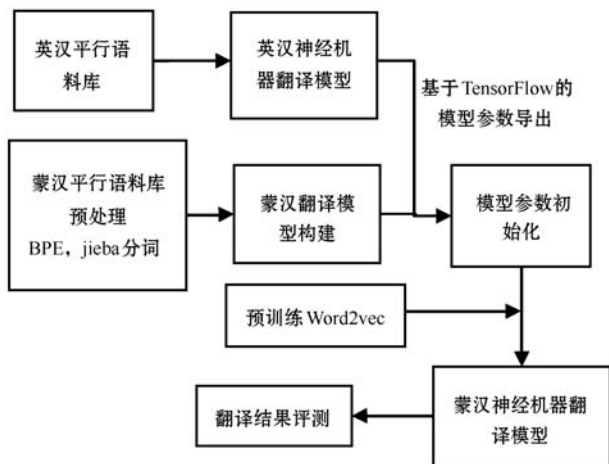 英汉平行语
料库
英汉神经机
器翻译模型
基于TensorFlow的
模型参数导出
蒙汉平行语料库
预处理
BPE，jieba分词
蒙汉翻译模
型构建
模型参数初
始化
预训练Word2vec
翻译结果评测
蒙汉神经机器翻
译模型